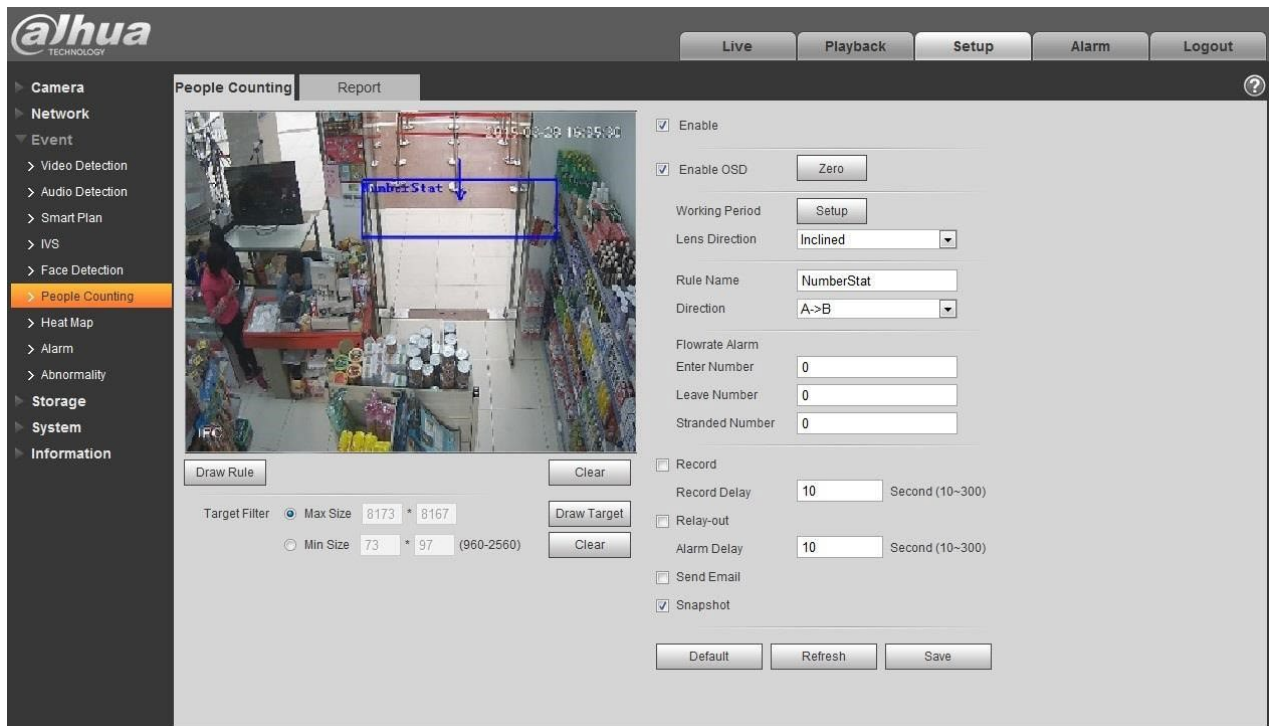 alhua
TECHNOLOGY
Live
Playback
Setup
Alarm
Logout
Camera
Network
Event
Video Detection
Audio Detection
Smart Plan
IVS
Face Detection
People Counting
Heat Map
Alarm
Abnormality
Storage
System
Information
People Counting
Report
NumberStat
IPC
Draw Rule
Clear
Target Filter
Max Size 8173 * 8167
Draw Target
Min Size 73 * 97 (960-2560)
Clear
Enable
Enable OSD Zero
Working Period Setup
Lens Direction Inclined
Rule Name NumberStat
Direction A->B
Flowrate Alarm
Enter Number 0
Leave Number 0
Stranded Number 0
Record
Record Delay 10 Second (10~300)
Relay-out
Alarm Delay 10 Second (10~300)
Send Email
Snapshot
Default
Refresh
Save